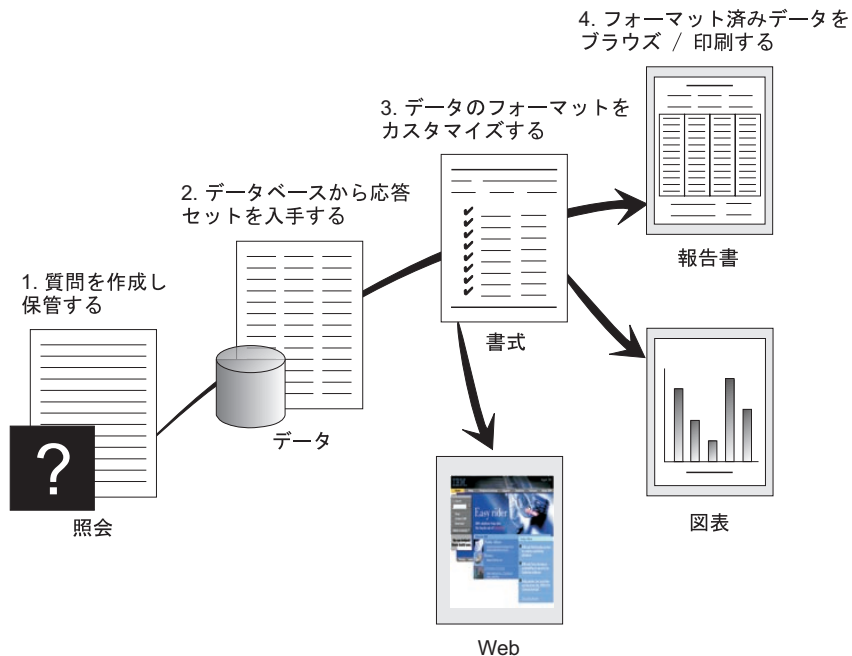 4. フォーマット済みデータを
ブラウズ / 印刷する
3. データのフォーマットを
カスタマイズする
2. データベースから応答
セットを入手する
1. 質問を作成し
保管する
報告書
書式
データ
?
照会
図表
IBM
Easy rider
Web